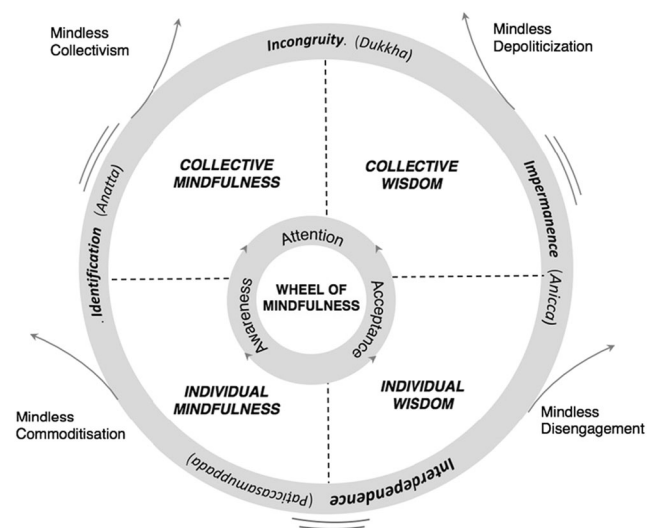 Mindless
Collectivism
Mindless
Depoliticization
Incongruity. (Dukkha)
COLLECTIVE
MINDFULNESS
COLLECTIVE
WISDOM
. Identification (Anatta)
Impermanence (Anicca)
Attention
Awareness
WHEEL OF
MINDFULNESS
Acceptance
INDIVIDUAL
MINDFULNESS
INDIVIDUAL
WISDOM
Mindless
Commoditisation
Mindless
Disengagement
Interdependence (Paticcasamuppada)